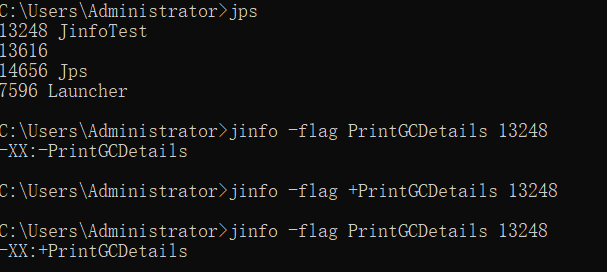 C:\Users\Administrator>jps
13248 JinfoTest
13616
14656 Jps
7596 Launcher
C:\Users\Administrator>jinfo -flag PrintGCDetails 13248
-XX:-PrintGCDetails
C:\Users\Administrator>jinfo -flag +PrintGCDetails 13248
C:\Users\Administrator>jinfo -flag PrintGCDetails 13248
-XX:+PrintGCDetails